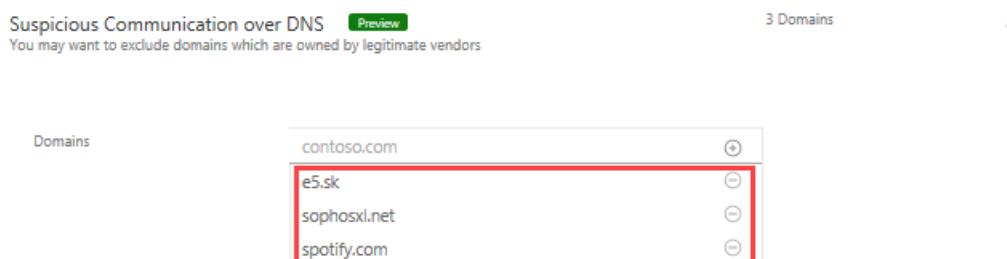 Suspicious Communication over DNS Preview 3 Domains
You may want to exclude domains which are owned by legitimate vendors
Domains contoso.com
e5.sk
sophosxl.net
spotify.com